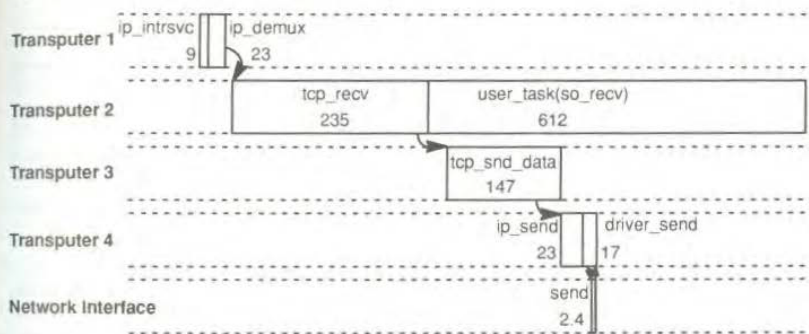 ip_intrsvc ip_demux
Transputer 1
9 23
tcp_recv user_task(so_recv)
Transputer 2
235 612
tcp_snd_data
Transputer 3
147
ip_send driver_send
Transputer 4
23 17
send
Network Interface
2.4